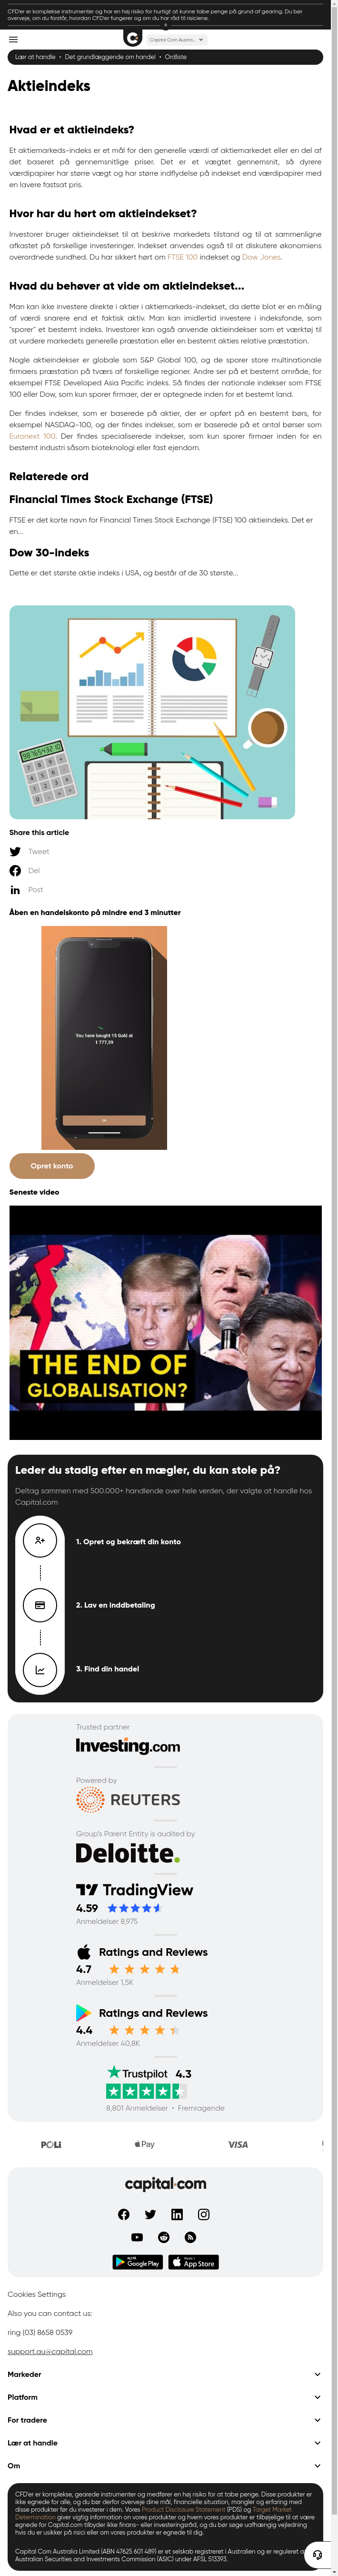 CFD'er er komplekse instrumenter og har en høj risiko for hurtigt at kunne tabe penge på grund af gearing. Du bør
overveje, om du forstår, hvordan CFD'er fungerer og om du har råd til risiciene.
Capital Com Austra...
Lær at handle • Det grundlæggende om handel • Ordliste
Aktieindeks
Hvad er et aktieindeks?
Et aktiemarkeds-indeks er et mål for den generelle værdi af aktiemarkedet eller en del af
det baseret på gennemsnitlige priser. Det er et vægtet gennemsnit, så dyrere
værdipapirer har større vægt og har større indflydelse på indekset end værdipapirer med
en lavere fastsat pris.
Hvor har du hørt om aktieindekset?
Investorer bruger aktieindekset til at beskrive markedets tilstand og til at sammenligne
afkastet på forskellige investeringer. Indekset anvendes også til at diskutere økonomiens
overordnede sundhed. Du har sikkert hørt om FTSE 100 indekset og Dow Jones.
Hvad du behøver at vide om aktieindekset...
Man kan ikke investere direkte i aktier i aktiemarkeds-indekset, da dette blot er en måling
af værdi snarere end et faktisk aktiv. Man kan imidlertid investere i indeksfonde, som
"sporer" et bestemt indeks. Investorer kan også anvende aktieindekser som et værktøj til
at vurdere markedets generelle præstation eller en bestemt akties relative præstation.
Nogle aktieindekser er globale som S&P Global 100, og de sporer store multinationale
firmaers præstation på tværs af forskellige regioner. Andre ser på et bestemt område, for
eksempel FTSE Developed Asia Pacific indeks. Så findes der nationale indekser som FTSE
100 eller Dow, som kun sporer firmaer, der er optegnede inden for et bestemt land.
Der findes indekser, som er baserede på aktier, der er opført på en bestemt børs, for
eksempel NASDAQ-100, og der findes indekser, som er baserede på et antal børser som
Euronext 100. Der findes specialiserede indekser, som kun sporer firmaer inden for en
bestemt industri såsom bioteknologi eller fast ejendom.
Relaterede ord
Financial Times Stock Exchange (FTSE)
FTSE er det korte navn for Financial Times Stock Exchange (FTSE) 100 aktieindeks. Det er
en...
Dow 30-indeks
Dette er det største aktie indeks i USA, og består af de 30 største...
Share this article
Tweet
Del
Post
Åben en handelskonto på mindre end 3 minutter
You have bought 15 Gold at
1 777,59
Ok
Opret konto
Seneste video
THE END OF
GLOBALISATION?
Leder du stadig efter en mægler, du kan stole på?
Deltag sammen med 500.000+ handlende over hele verden, der valgte at handle hos
Capital.com
1. Opret og bekræft din konto
2. Lav en inddbetaling
3. Find din handel
Trusted partner
Investing.com
Powered by
REUTERS
Group's Parent Entity is audited by
Deloitte.
TradingView
4.59
Anmeldelser 8,975
Ratings and Reviews
4.7
Anmeldelser 1,5K
Ratings and Reviews
4.4
Anmeldelser 40,8K
Trustpilot 4.3
8,801 Anmeldelser • Fremragende
POLi
Pay
VISA
capital.com
Google Play
App Store
Cookies Settings
Also you can contact us:
ring (03) 8658 0539
support.au@capital.com
Markeder
Platform
For tradere
Lær at handle
Om
CFD'er er komplekse, gearede instrumenter og medfører en høj risiko for at tabe penge. Disse produkter er
ikke egnede for alle, og du bør derfor overveje dine mål, financielle situation, mangler og erfaring med
disse produkter før du investerer i dem. Vores Product Disclosure Statement (PDS) og Target Market
Determination giver vigtig information om vores produkter og hvem vores produkter er tilbøjelige til at være
egnede for Capital.com tilbyder ikke finans- eller investeringsråd, og du bør søge uafhængig vejledning
hvis du er usikker på risici eller om vores produkter er egnede til dig.
Capital Com Australia Limited (ABN 47625 601 489) er et selskab registreret i Australien og er reguleret o
Australian Securities and Investments Commission (ASIC) under AFSL 513393.